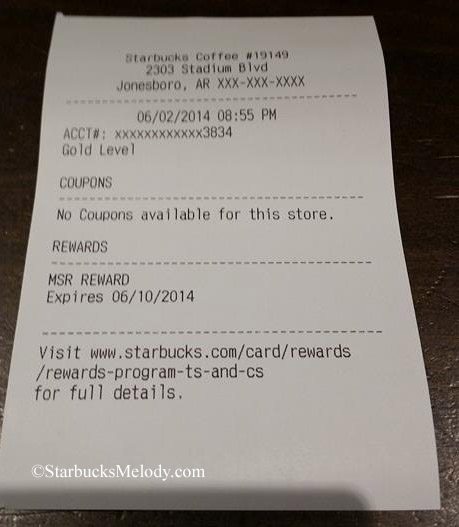 Starbucks Coffee #19149
2303 Stadium Blvd
Jonesboro, AR XXX-XXX-XXXX
06/02/2014 08:55 PM
ACCT#: xxxxxxxxxxxx3834
Gold Level
COUPONS
No Coupons available for this store.
REWARDS
MSR REWARD
Expires 06/10/2014
Visit www.starbucks.com/card/rewards
/rewards-program-ts-and-cs
for full details.
©StarbucksMelody.com